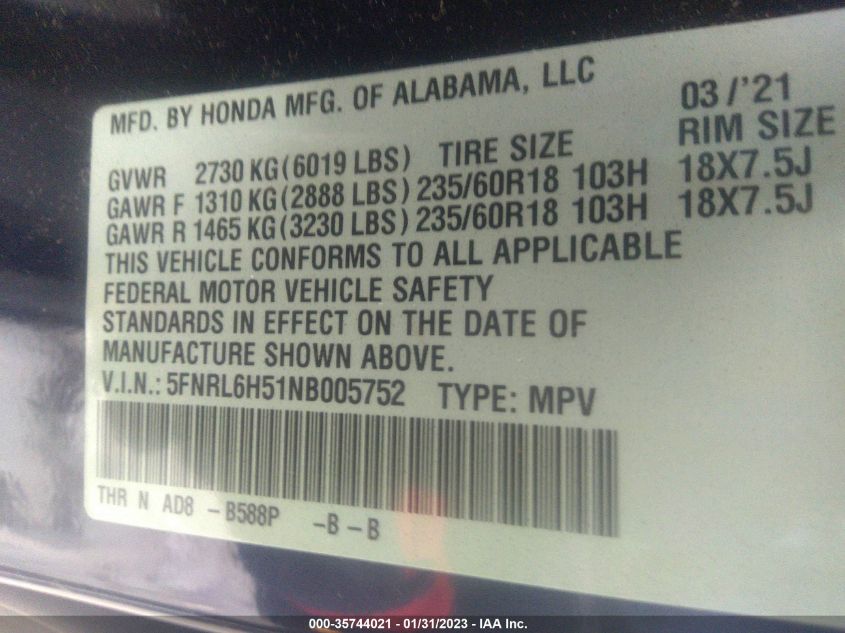 MFD. BY HONDA MFG. OF ALABAMA, LLC 03/'21
GVWR 2730 KG (6019 LBS) TIRE SIZE RIM SIZE
GAWR F 1310 KG (2888 LBS) 235/60R18 103H 18X7.5J
GAWR R 1465 KG (3230 LBS) 235/60R18 103H 18X7.5J
THIS VEHICLE CONFORMS TO ALL APPLICABLE
FEDERAL MOTOR VEHICLE SAFETY
STANDARDS IN EFFECT ON THE DATE OF
MANUFACTURE SHOWN ABOVE.
V.I.N.: 5FNRL6H51NB005752 TYPE: MPV
THR N AD8 - B588P - B - B
000-35744021 - 01/31/2023 - IAA Inc.